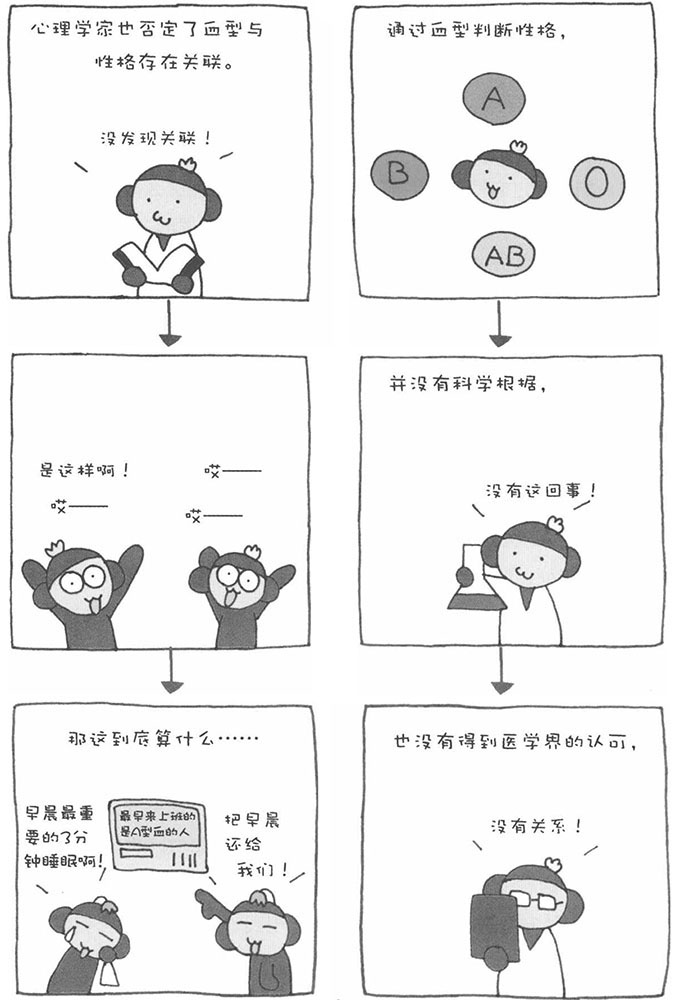 通过血型判断性格,
A
B
O
AB
并没有科学根据,
没有这回事!
也没有得到医学界的认可,
没有关系!
心理学家也否定了血型与
性格存在关联。
没发现关联!
是这样啊!
哎——
哎——
哎——
那这到底算什么……
早晨最重
要的3分
钟睡眠啊!
最早来上班的
是A型血的人
把早晨
还给
我们!